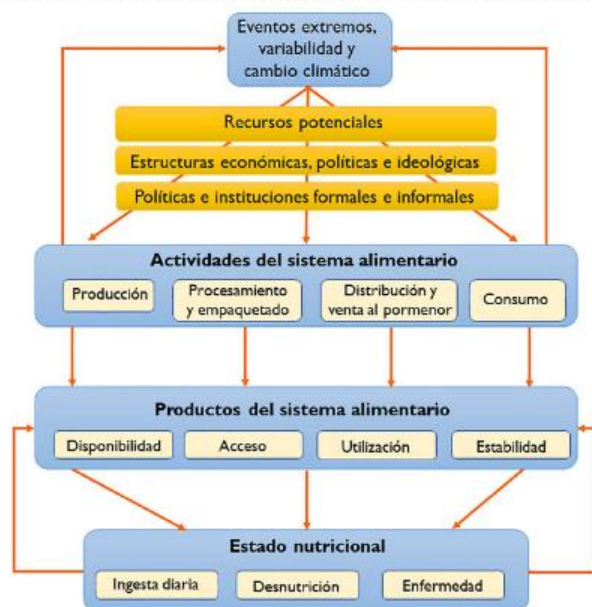 Eventos extremos,
variabilidad y
cambio climático
Recursos potenciales
Estructuras económicas, políticas e ideológicas
Políticas e instituciones formales e informales
Actividades del sistema alimentario
Producción
Procesamiento
y empaquetado
Distribución y
venta al pormenor
Consumo
Productos del sistema alimentario
Disponibilidad
Acceso
Utilización
Estabilidad
Estado nutricional
Ingesta diaria
Desnutrición
Enfermedad